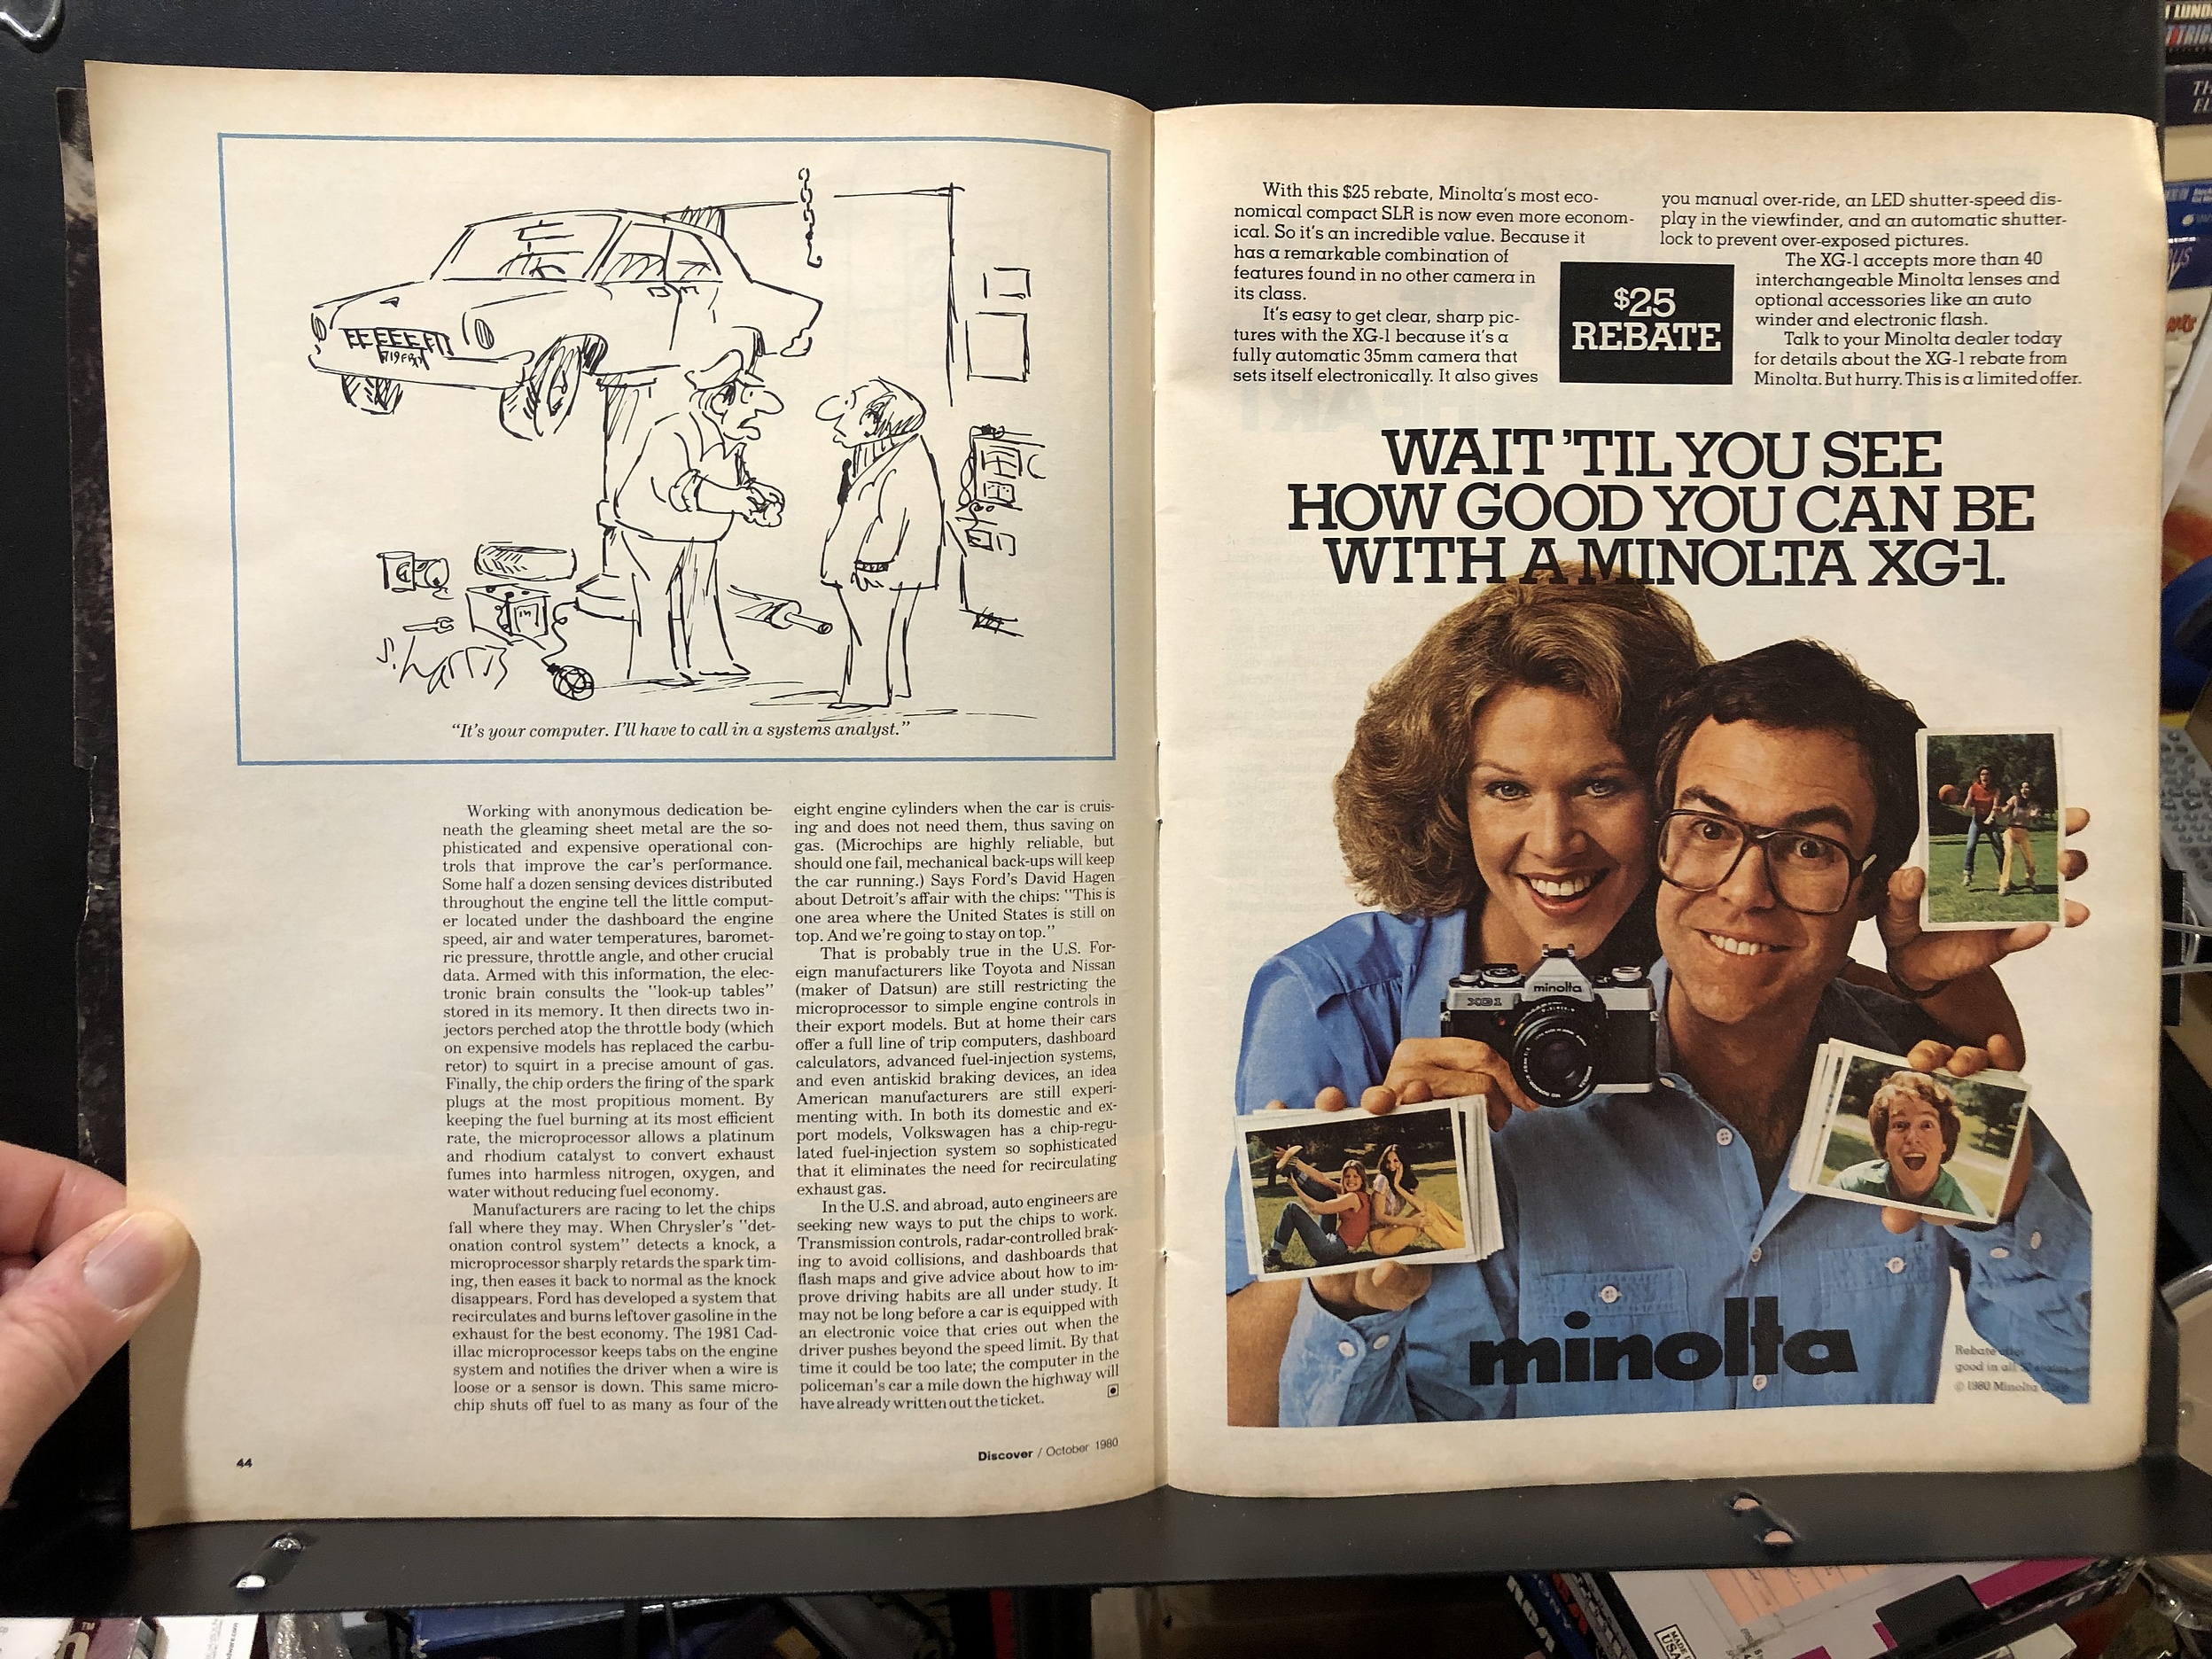 719FRM
S. Harris
"It's your computer. I'll have to call in a systems analyst."
Working with anonymous dedication be-
neath the gleaming sheet metal are the so-
phisticated and expensive operational con-
trols that improve the car's performance.
Some half a dozen sensing devices distributed
throughout the engine tell the little comput-
er located under the dashboard the engine
speed, air and water temperatures, baromet-
ric pressure, throttle angle, and other crucial
data. Armed with this information, the elec-
tronic brain consults the "look-up tables"
stored in its memory. It then directs two in-
jectors perched atop the throttle body (which
on expensive models has replaced the carbu-
retor) to squirt in a precise amount of gas.
Finally, the chip orders the firing of the spark
plugs at the most propitious moment. By
keeping the fuel burning at its most efficient
rate, the microprocessor allows a platinum
and rhodium catalyst to convert exhaust
fumes into harmless nitrogen, oxygen, and
water without reducing fuel economy.
Manufacturers are racing to let the chips
fall where they may. When Chrysler's "det-
onation control system" detects a knock, a
microprocessor sharply retards the spark tim-
ing, then eases it back to normal as the knock
disappears. Ford has developed a system that
recirculates and burns leftover gasoline in the
exhaust for the best economy. The 1981 Cad-
illac microprocessor keeps tabs on the engine
system and notifies the driver when a wire is
loose or a sensor is down. This same micro-
chip shuts off fuel to as many as four of the
eight engine cylinders when the car is cruis-
ing and does not need them, thus saving on
gas. (Microchips are highly reliable, but
should one fail, mechanical back-ups will keep
the car running.) Says Ford's David Hagen
about Detroit's affair with the chips: "This is
one area where the United States is still on
top. And we're going to stay on top."
That is probably true in the U.S. For-
eign manufacturers like Toyota and Nissan
(maker of Datsun) are still restricting the
microprocessor to simple engine controls in
their export models. But at home their cars
offer a full line of trip computers, dashboard
calculators, advanced fuel-injection systems,
and even antiskid braking devices, an idea
American manufacturers are still experi-
menting with. In both its domestic and ex-
port models, Volkswagen has a chip-regu-
lated fuel-injection system so sophisticated
that it eliminates the need for recirculating
exhaust gas.
In the U.S. and abroad, auto engineers are
seeking new ways to put the chips to work.
Transmission controls, radar-controlled brak-
ing to avoid collisions, and dashboards that
flash maps and give advice about how to im-
prove driving habits are all under study. It
may not be long before a car is equipped with
an electronic voice that cries out when the
driver pushes beyond the speed limit. By that
time it could be too late; the computer in the
policeman's car a mile down the highway will
have already written out the ticket.
44
Discover / October 1980
With this $25 rebate, Minolta's most eco-
nomical compact SLR is now even more econom-
ical. So it's an incredible value. Because it
has a remarkable combination of
features found in no other camera in
its class.
It's easy to get clear, sharp pic-
tures with the XG-1 because it's a
fully automatic 35mm camera that
sets itself electronically. It also gives
$25
REBATE
you manual over-ride, an LED shutter-speed dis-
play in the viewfinder, and an automatic shutter-
lock to prevent over-exposed pictures.
The XG-1 accepts more than 40
interchangeable Minolta lenses and
optional accessories like an auto
winder and electronic flash.
Talk to your Minolta dealer today
for details about the XG-1 rebate from
Minolta. But hurry. This is a limited offer.
WAIT 'TIL YOU SEE
HOW GOOD YOU CAN BE
WITH A MINOLTA XG-1.
minolta
XG1
minolta
Rebate
good in all
© 1980 Minolta
MADE IN
USA